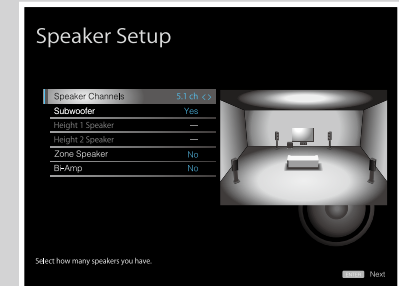 Speaker Setup
Speaker Channels 5.1 ch < >
Subwoofer Yes
Height 1 Speaker —
Height 2 Speaker —
Zone Speaker No
Bi-Amp No
Select how many speakers you have.
ENTER Next